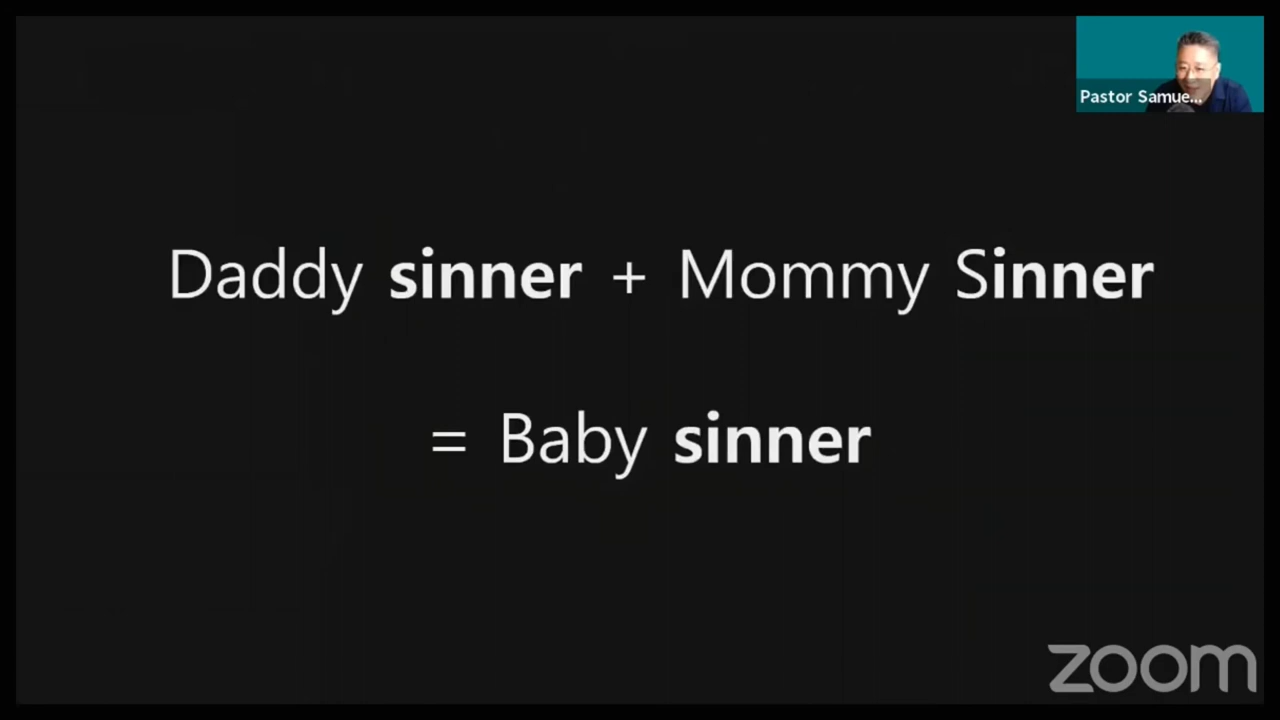 Pastor Samue...
Daddy sinner + Mommy Sinner
= Baby sinner
zoom